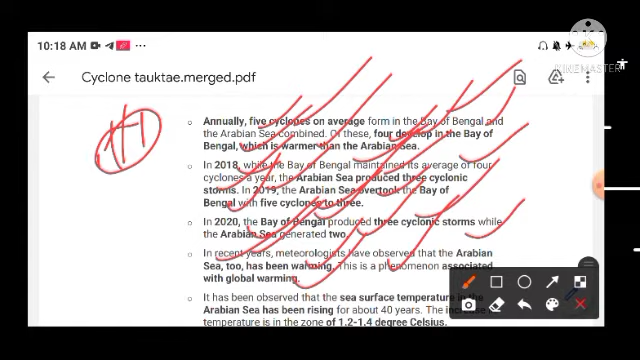 10:18 AM
KINEMASTER
Cyclone tauktae.merged.pdf
Annually, five cyclones on average form in the Bay of Bengal and
the Arabian Sea combined. Of these, four develop in the Bay of
Bengal, which is warmer than the Arabian Sea.
In 2018, while the Bay of Bengal maintained its average of four
cyclones a year, the Arabian Sea produced three cyclonic
storms. In 2019, the Arabian Sea overtook the Bay of
Bengal with five cyclones to three.
In 2020, the Bay of Bengal produced three cyclonic storms while
the Arabian Sea generated two.
In recent years, meteorologists have observed that the Arabian
Sea, too, has been warming. This is a phenomenon associated
with global warming.
It has been observed that the sea surface temperature in the
Arabian Sea has been rising for about 40 years. The increase
temperature is in the zone of 1.2-1.4 degree Celsius.